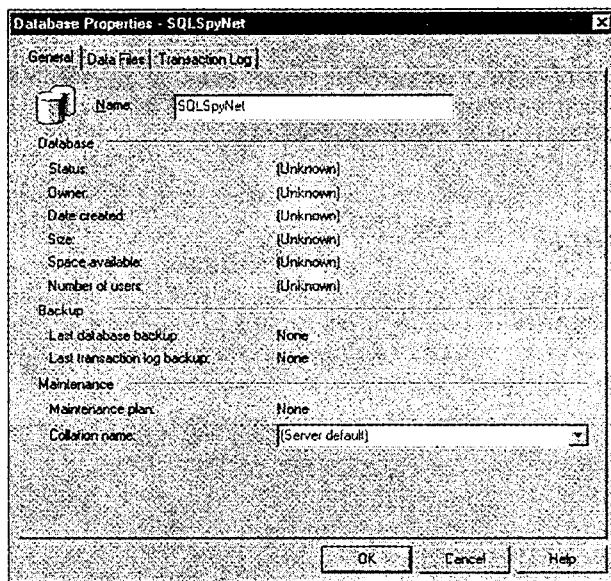 Database Properties - SQLSpyNet
General Data Files Transaction Log
Name: SQLSpyNet
Database
Status: (Unknown)
Owner: (Unknown)
Date created: (Unknown)
Size: (Unknown)
Space available: (Unknown)
Number of users: (Unknown)
Backup
Last database backup: None
Last transaction log backup: None
Maintenance
Maintenance plan: None
Collation name: (Server default)
OK Cancel Help